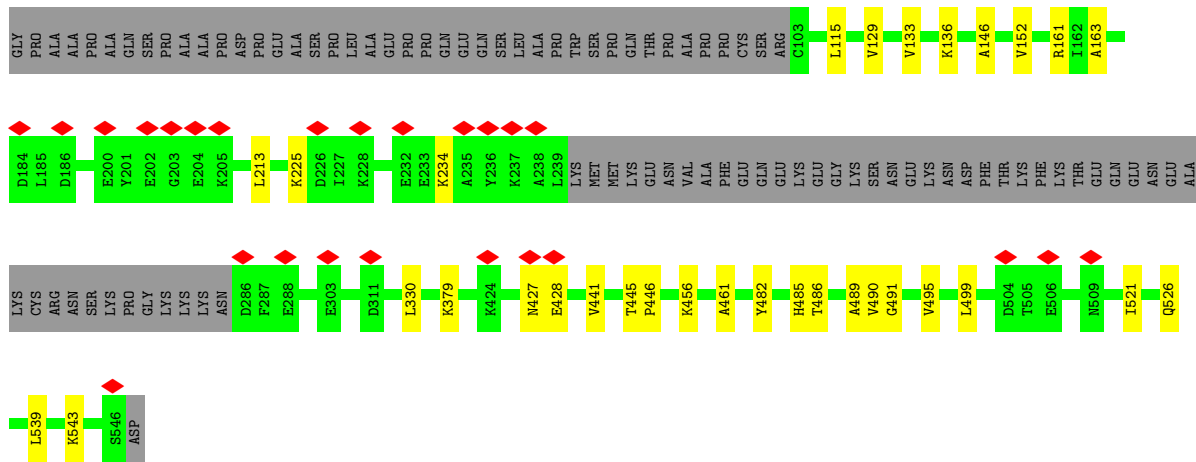 GLY PRO ALA ALA PRO ALA GLN SER PRO ALA ALA PRO ASP PRO GLU ALA SER PRO LEU ALA GLU PRO PRO GLN GLU GLN SER LEU ALA PRO TRP SER PRO GLN THR PRO ALA PRO PRO CYS SER ARG C103 L115 V129 V133 K136 A146 V152 R161 I162 A163
D184 L185 D186 E200 Y201 E202 G203 E204 K205 L213 K225 D226 I227 K228 E232 E233 K234 A235 Y236 K237 A238 L239 LYS MET MET LYS GLU ASN VAL ALA PHE GLU GLN GLU LYS GLU GLY LYS SER ASN GLU LYS ASN ASP PHE THR LYS PHE LYS THR GLU GLN GLU ASN GLU ALA
LYS CYS ARG ASN SER LYS PRO GLY LYS LYS LYS ASN D286 F287 E288 E303 D311 L330 K379 K424 N427 E428 V441 T445 P446 K456 A461 Y482 H485 T486 A489 V490 G491 V495 L499 D504 T505 E506 N509 I521 Q526
L539 K543 S546 ASP